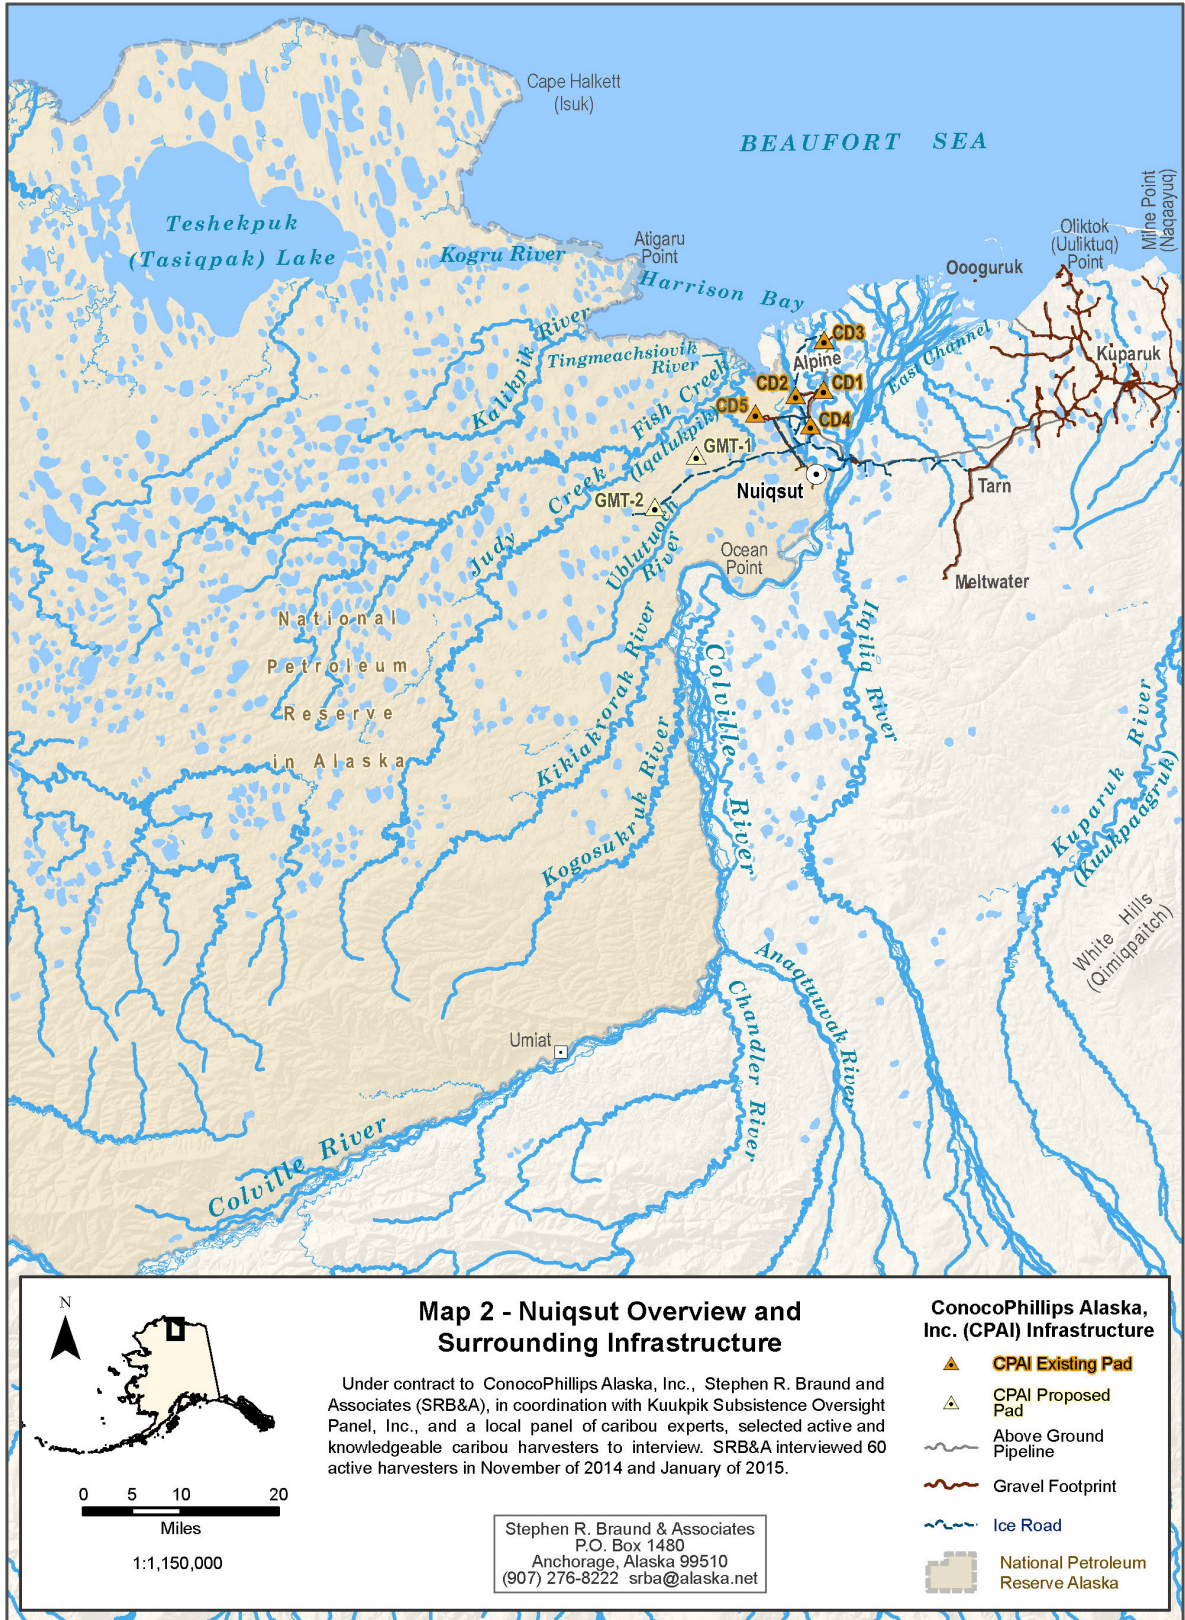 Cape Halkett
(Isuk)
BEAUFORT SEA
Teshekpuk
(Tasiqpak) Lake
Kogru River
Atigaru
Point
Harrison Bay
Oliktok
(Uuliktuq)
Point
Milne Point
(Naqaayuq)
Oooguruk
Kalikpik River
Tingmeachsiovik
River
CD3
Alpine
East Channel
Kuparuk
CD2
CD1
CD5
CD4
Fish Creek
(Iqalukpik)
GMT-1
Judy Creek
GMT-2
Nuiqsut
Tarn
Ublutuoch
River
Ocean
Point
Meltwater
National
Petroleum
Reserve
in Alaska
Kikiakrorak River
Colville River
Itqiliq River
Kogosukruk River
Kuparuk River
(Kuukpaagruk)
White Hills
(Qimiqpaitch)
Anaqtuuvak River
Chandler River
Umiat
Colville River
N
0 5 10 20
Miles
1:1,150,000
Map 2 - Nuiqsut Overview and
Surrounding Infrastructure
Under contract to ConocoPhillips Alaska, Inc., Stephen R. Braund and
Associates (SRB&A), in coordination with Kuukpik Subsistence Oversight
Panel, Inc., and a local panel of caribou experts, selected active and
knowledgeable caribou harvesters to interview. SRB&A interviewed 60
active harvesters in November of 2014 and January of 2015.
Stephen R. Braund & Associates
P.O. Box 1480
Anchorage, Alaska 99510
(907) 276-8222 srba@alaska.net
ConocoPhillips Alaska,
Inc. (CPAI) Infrastructure
CPAI Existing Pad
CPAI Proposed
Pad
Above Ground
Pipeline
Gravel Footprint
Ice Road
National Petroleum
Reserve Alaska